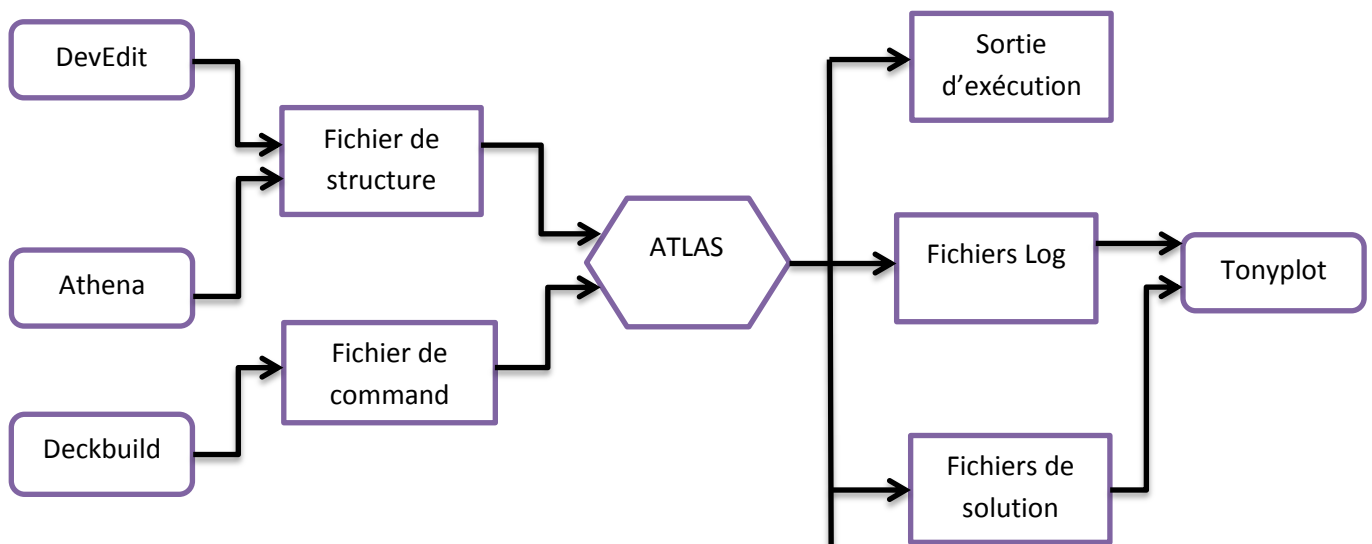 DevEdit
Athena
Deckbuild
Fichier de
structure
Fichier de
command
ATLAS
Sortie
d’exécution
Fichiers Log
Fichiers de
solution
Tonyplot